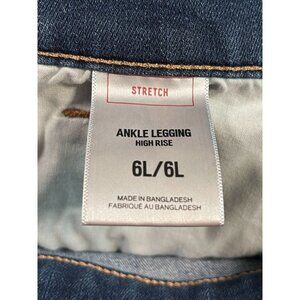 STRETCH
ANKLE LEGGING
HIGH RISE
6L/6L
MADE IN BANGLADESH
FABRIQUÉ AU BANGLADESH